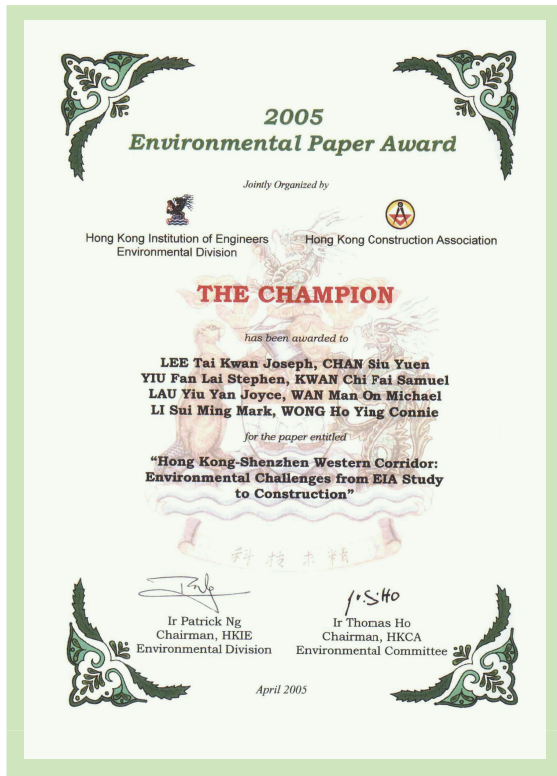 2005
Environmental Paper Award
Jointly Organized by
Hong Kong Institution of Engineers
Environmental Division
Hong Kong Construction Association
THE CHAMPION
has been awarded to
LEE Tai Kwan Joseph, CHAN Siu Yuen
YIU Fan Lai Stephen, KWAN Chi Fai Samuel
LAU Yiu Yan Joyce, WAN Man On Michael
LI Sui Ming Mark, WONG Ho Ying Connie
for the paper entitled
“Hong Kong-Shenzhen Western Corridor:
Environmental Challenges from EIA Study
to Construction”
科技求精
Ir Patrick Ng
Chairman, HKIE
Environmental Division
Ir Thomas Ho
Chairman, HKCA
Environmental Committee
April 2005